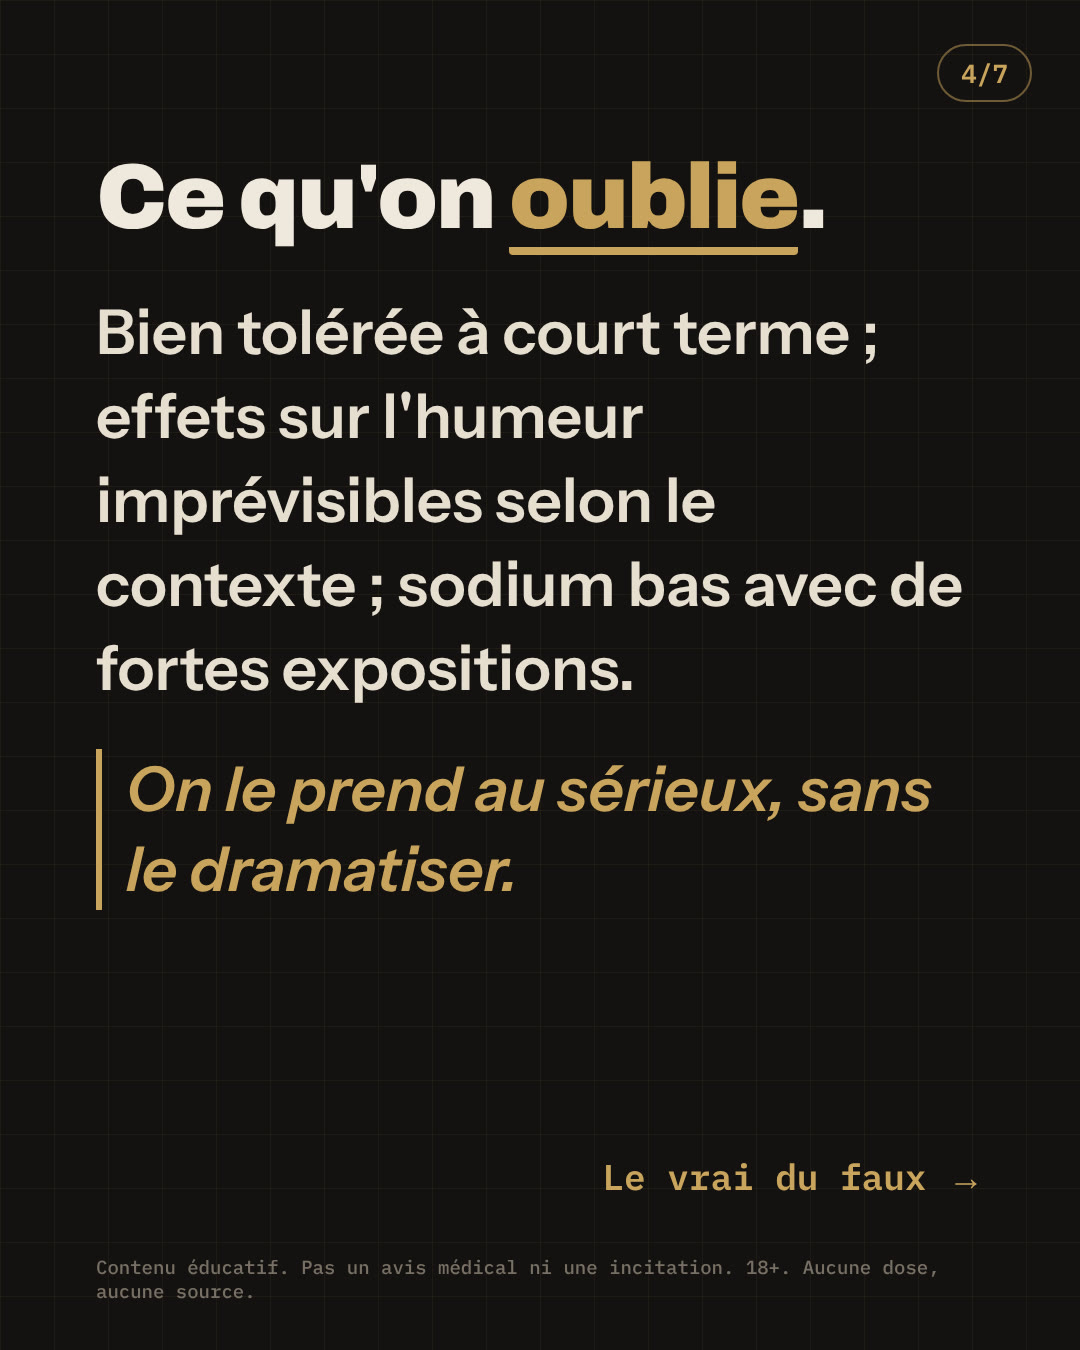 4/7
Ce qu'on oublie.
Bien tolérée à court terme ;
effets sur l'humeur
imprévisibles selon le
contexte ; sodium bas avec de
fortes expositions.
On le prend au sérieux, sans
le dramatiser.
Le vrai du faux →
Contenu éducatif. Pas un avis médical ni une incitation. 18+. Aucune dose,
aucune source.